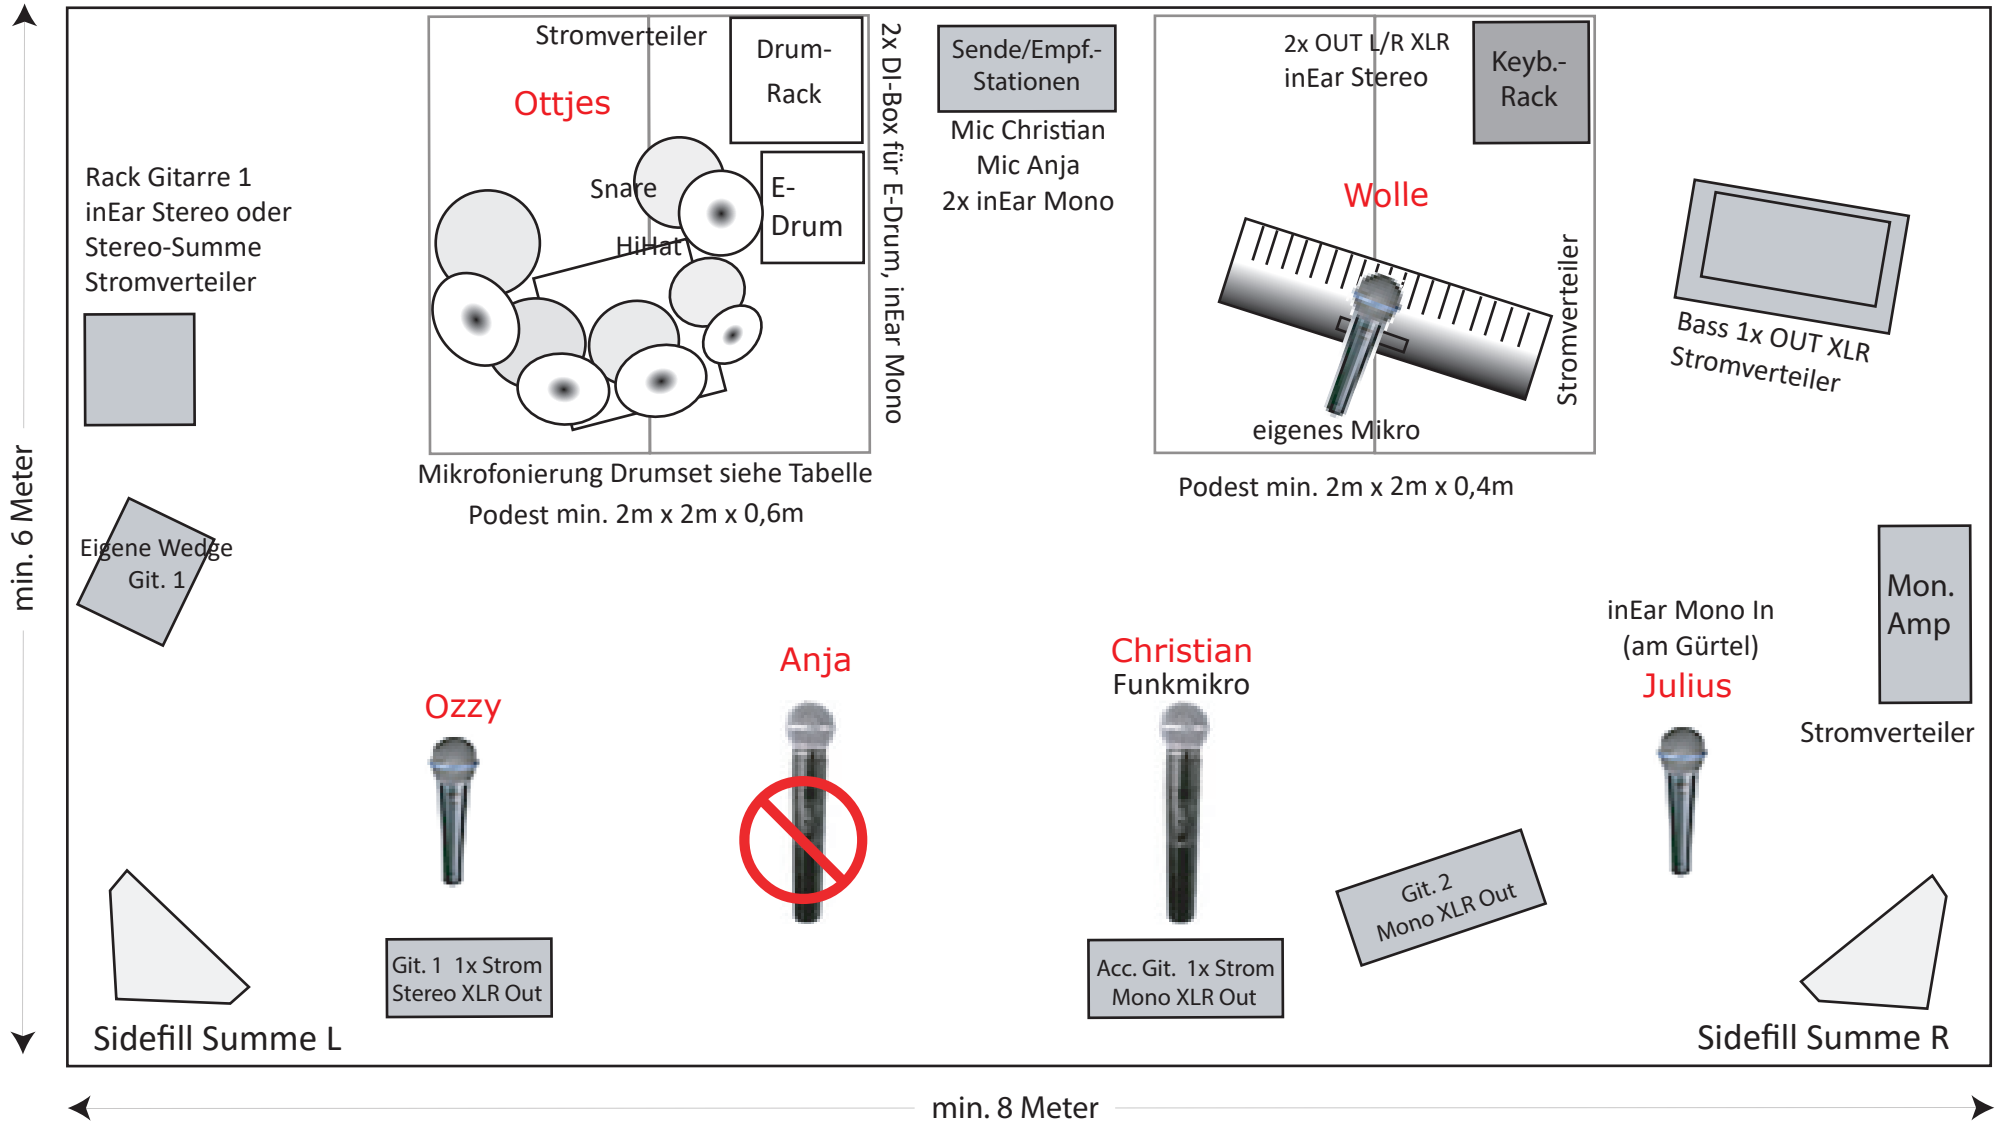 Stromverteiler
Drum-
Rack
Ottjes
Snare
HiHat
E-
Drum
2x DI-Box für E-Drum, inEar Mono
Mikrofonierung Drumset siehe Tabelle
Podest min. 2m x 2m x 0,6m
Sende/Empf.-
Stationen
Mic Christian
Mic Anja
2x inEar Mono
2x OUT L/R XLR
inEar Stereo
Keyb.-
Rack
Wolle
Stromverteiler
eigenes Mikro
Podest min. 2m x 2m x 0,4m
Bass 1x OUT XLR
Stromverteiler
Rack Gitarre 1
inEar Stereo oder
Stereo-Summe
Stromverteiler
min. 6 Meter
Eigene Wedge
Git. 1
Ozzy
Anja
Christian
Funkmikro
inEar Mono In
(am Gürtel)
Julius
Mon.
Amp
Stromverteiler
Git. 1 1x Strom
Stereo XLR Out
Acc. Git. 1x Strom
Mono XLR Out
Git. 2
Mono XLR Out
Sidefill Summe L
Sidefill Summe R
min. 8 Meter